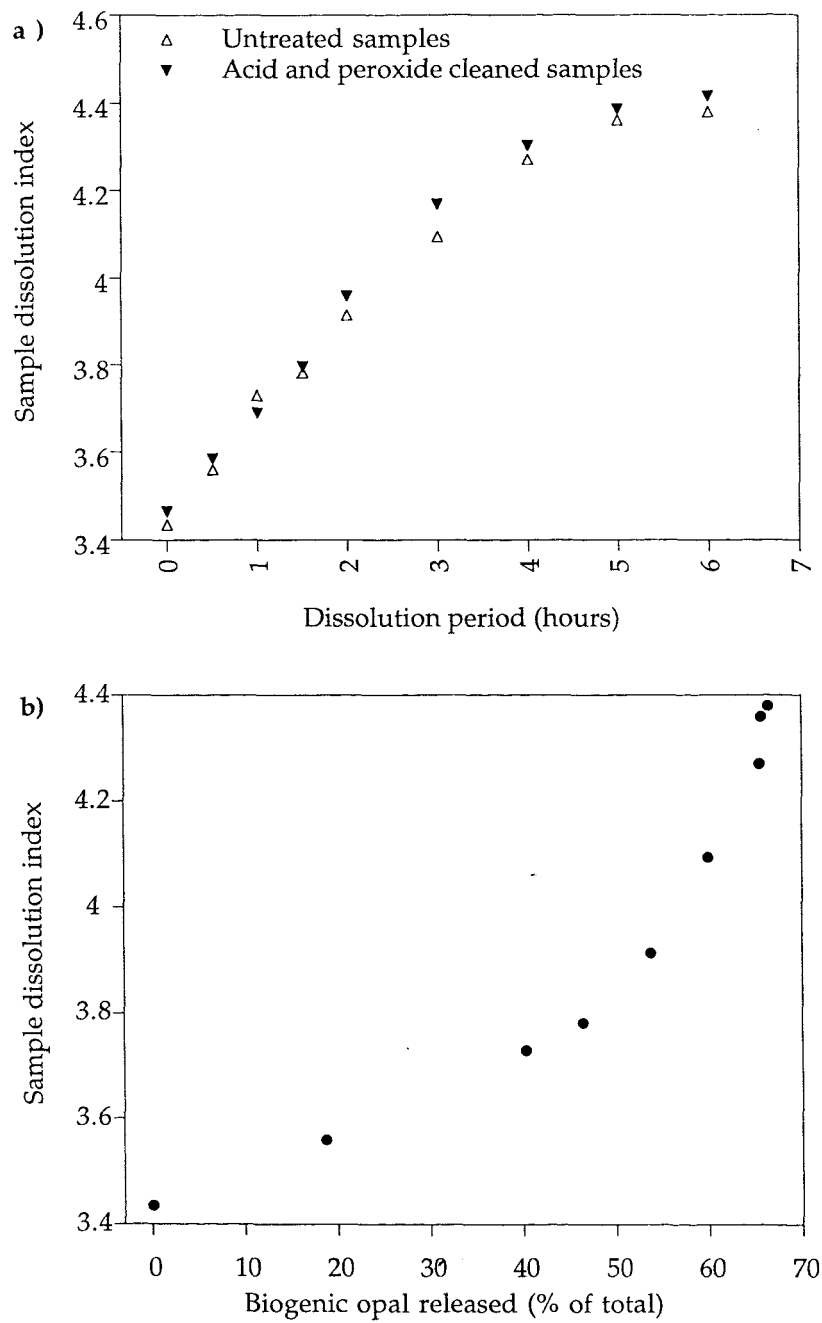 a )
Untreated samples
Acid and peroxide cleaned samples
4.6
4.4
4.2
4
3.8
3.6
3.4
Sample dissolution index
0 1 2 3 4 5 6 7
Dissolution period (hours)
b)
4.4
4.2
4
3.8
3.6
3.4
Sample dissolution index
0 10 20 30 40 50 60 70
Biogenic opal released (% of total)